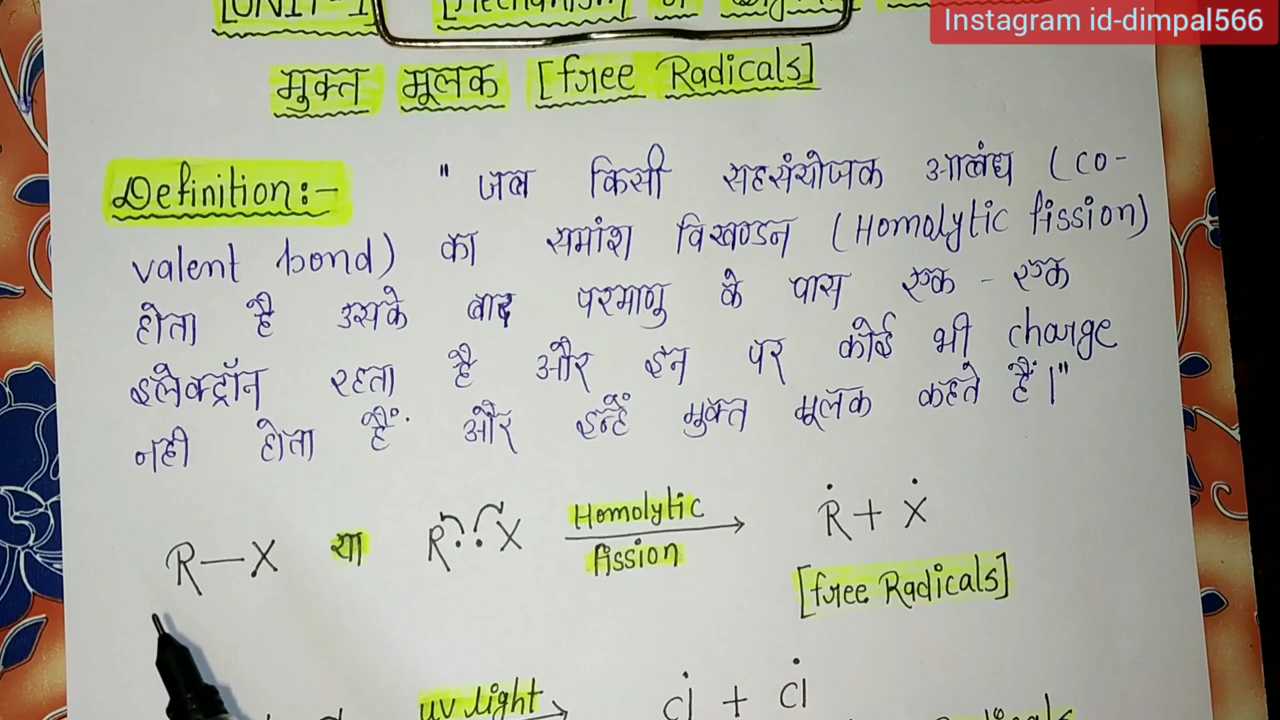 Instagram id-dimpal566
[UNIT-1]
मुक्त मूलक [free Radicals]
Definition:- " जब किसी सहसंयोजक आबंध (co-
valent bond) का समांश विखण्डन (Homolytic fission)
होता है उसके बाद परमाणु के पास एक - एक
इलेक्ट्रॉन रहता है और इन पर कोई भी charge
नही होता हैं. और इन्हें मुक्त मूलक कहते हैं।"
R—X या R:X Homolytic fission → Ṙ + Ẋ
[free Radicals]
uv light → Cl̇ + Cl̇